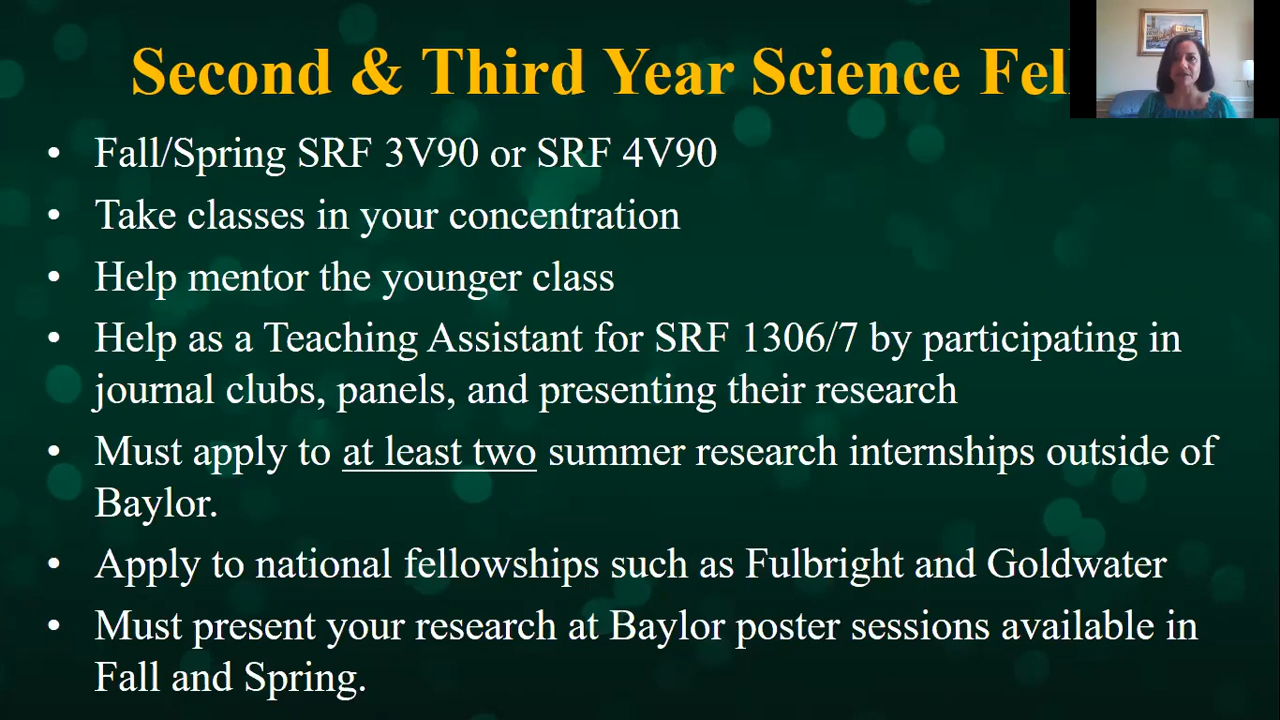 Second & Third Year Science
• Fall/Spring SRF 3V90 or SRF 4V90
• Take classes in your concentration
• Help mentor the younger class
• Help as a Teaching Assistant for SRF 1306/7 by participating in
journal clubs, panels, and presenting their research
• Must apply to at least two summer research internships outside of
Baylor.
• Apply to national fellowships such as Fulbright and Goldwater
• Must present your research at Baylor poster sessions available in
Fall and Spring.